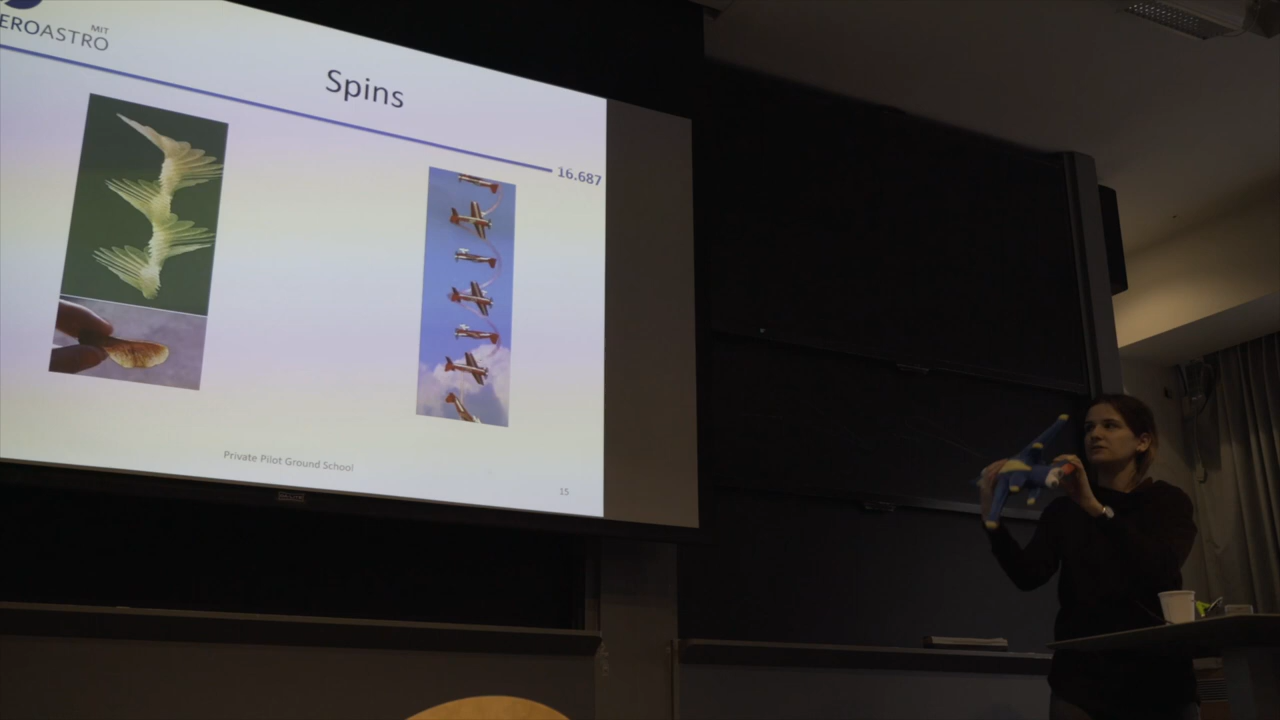 MIT
EROASTRO
Spins
16.687
Private Pilot Ground School
15